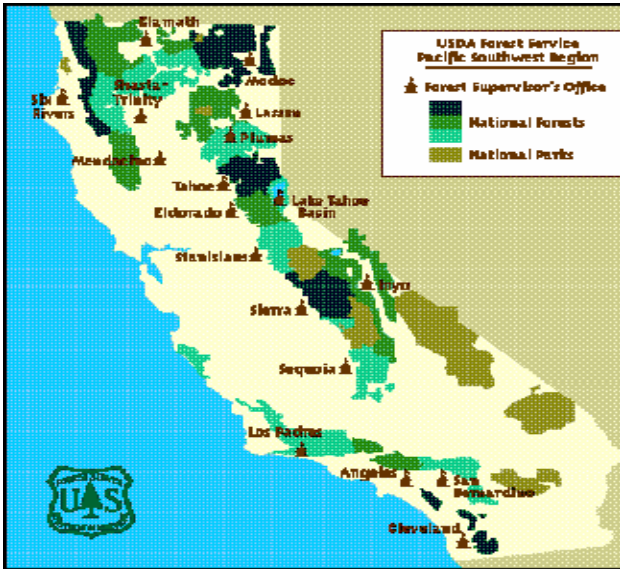 Klamath
USDA Forest Service
Pacific Southwest Region
Modoc
Forest Supervisor's Office
Shasta-
Trinity
Six
Rivers
Lassen
National Forests
Plumas
Mendocino
National Parks
Tahoe
Lake Tahoe
Basin
Eldorado
Stanislaus
Inyo
Sierra
Sequoia
Los Padres
Angeles
San
Bernardino
US
Cleveland